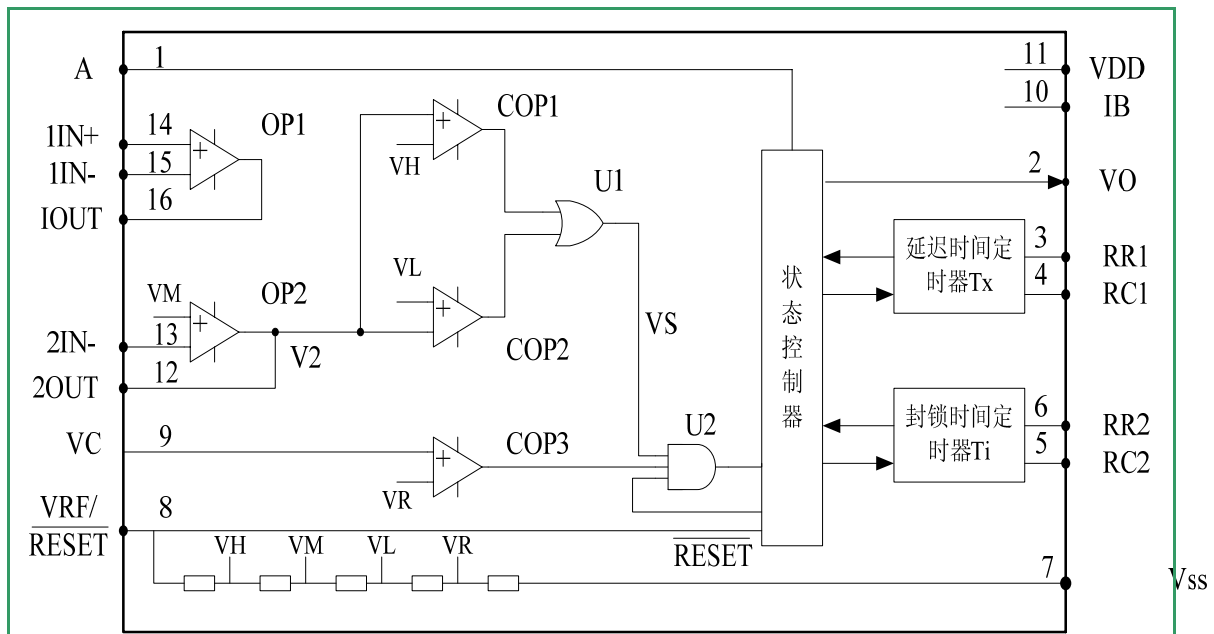 A
1
11
VDD
10
IB
1IN+
14
OP1
COP1
1IN-
15
VH
IOUT
16
U1
2
VO
延迟时间定
时器Tx
3
RR1
4
RC1
VL
VM
OP2
VS
COP2
2IN-
13
V2
2OUT
12
状态控制器
封锁时间定
时器Ti
6
RR2
5
RC2
VC
9
COP3
U2
VR
VRF/
RESET
8
RESET
VH
VM
VL
VR
7
Vss